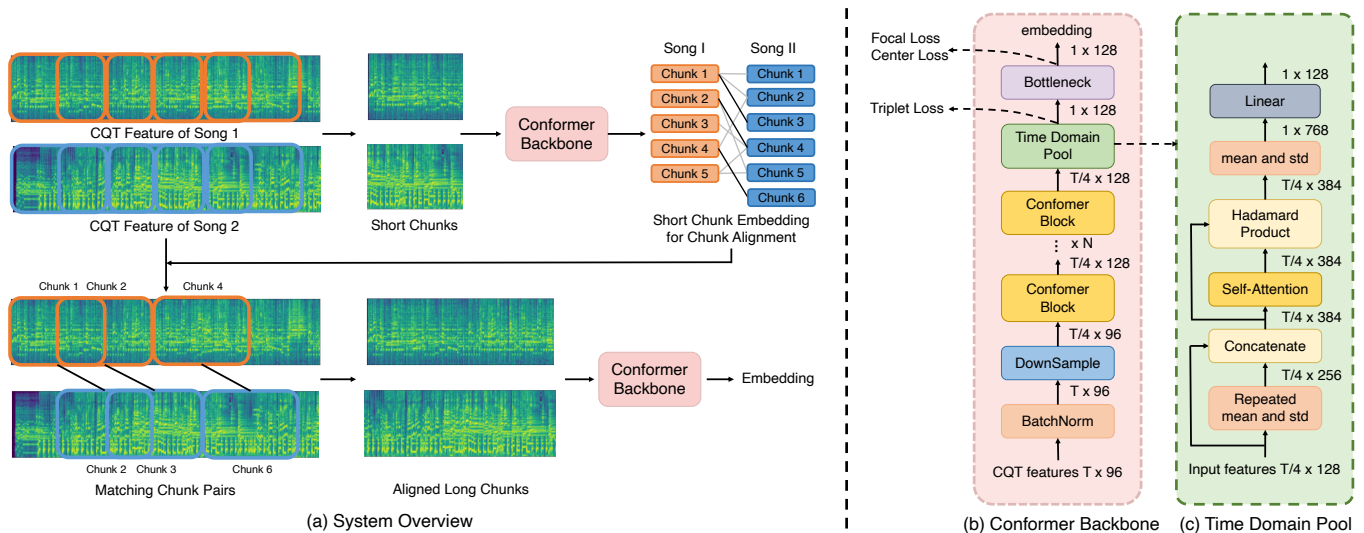 CQT Feature of Song 1
CQT Feature of Song 2
Short Chunks
Conformer
Backbone
Song I
Song II
Chunk 1
Chunk 2
Chunk 3
Chunk 4
Chunk 5
Chunk 1
Chunk 2
Chunk 3
Chunk 4
Chunk 5
Chunk 6
Short Chunk Embedding
for Chunk Alignment
Chunk 1
Chunk 2
Chunk 4
Chunk 2
Chunk 3
Chunk 6
Matching Chunk Pairs
Aligned Long Chunks
Conformer
Backbone
Embedding
(a) System Overview
embedding
Focal Loss
Center Loss
1 x 128
Bottleneck
1 x 128
Triplet Loss
Time Domain
Pool
T/4 x 128
Confomer
Block
x N
T/4 x 128
Confomer
Block
T/4 x 96
DownSample
T x 96
BatchNorm
CQT features T x 96
(b) Conformer Backbone
1 x 128
Linear
1 x 768
mean and std
T/4 x 384
Hadamard
Product
T/4 x 384
Self-Attention
T/4 x 384
Concatenate
T/4 x 256
Repeated
mean and std
Input features T/4 x 128
(c) Time Domain Pool